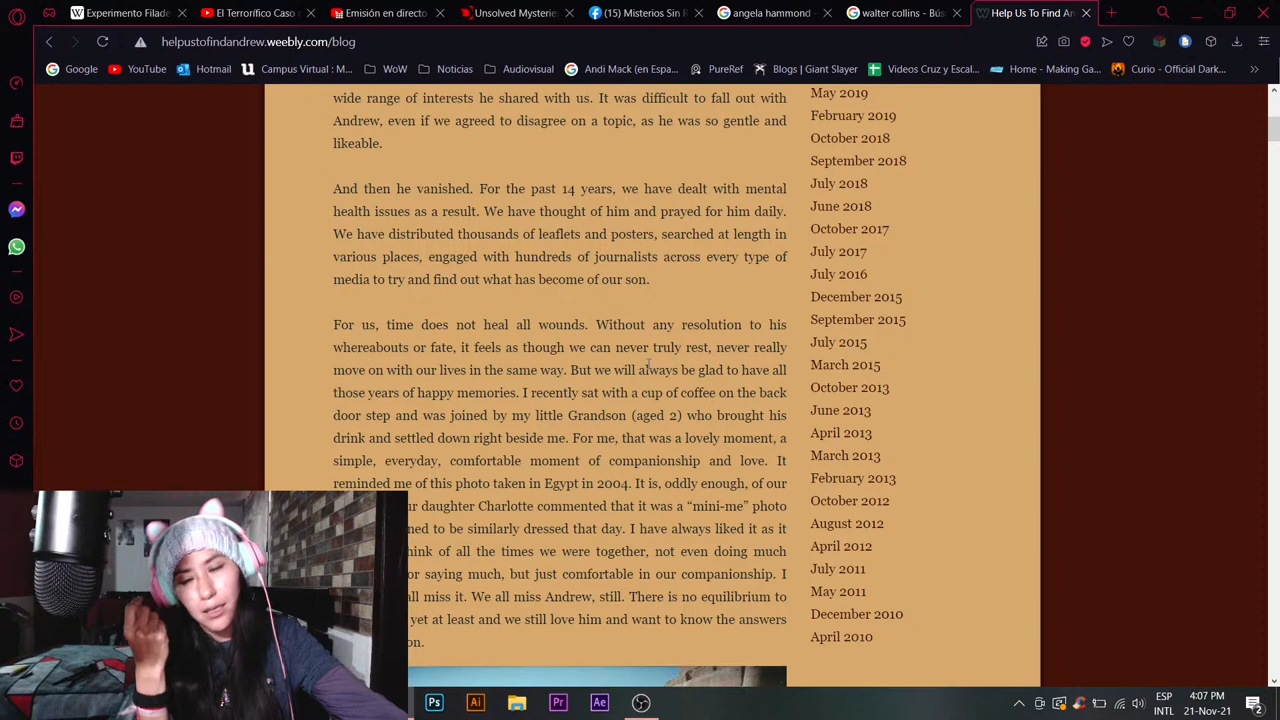 Experimento Filade
El Terrorífico Caso d
Emisión en directo
Unsolved Mysterie
(15) Misterios Sin R
angela hammond -
walter collins - Bús
Help Us To Find An
helpustofindandrew.weebly.com/blog
Google
YouTube
Hotmail
Campus Virtual : M...
WoW
Noticias
Audiovisual
Andi Mack (en Espa...
PureRef
Blogs | Giant Slayer
Videos Cruz y Escal...
Home - Making Ga...
Curio - Official Dark...
wide range of interests he shared with us. It was difficult to fall out with
Andrew, even if we agreed to disagree on a topic, as he was so gentle and
likeable.
And then he vanished. For the past 14 years, we have dealt with mental
health issues as a result. We have thought of him and prayed for him daily.
We have distributed thousands of leaflets and posters, searched at length in
various places, engaged with hundreds of journalists across every type of
media to try and find out what has become of our son.
For us, time does not heal all wounds. Without any resolution to his
whereabouts or fate, it feels as though we can never truly rest, never really
move on with our lives in the same way. But we will always be glad to have all
those years of happy memories. I recently sat with a cup of coffee on the back
door step and was joined by my little Grandson (aged 2) who brought his
drink and settled down right beside me. For me, that was a lovely moment, a
simple, everyday, comfortable moment of companionship and love. It
reminded me of this photo taken in Egypt in 2004. It is, oddly enough, of our
ur daughter Charlotte commented that it was a “mini-me” photo
ned to be similarly dressed that day. I have always liked it as it
hink of all the times we were together, not even doing much
or saying much, but just comfortable in our companionship. I
all miss it. We all miss Andrew, still. There is no equilibrium to
yet at least and we still love him and want to know the answers
on.
May 2019
February 2019
October 2018
September 2018
July 2018
June 2018
October 2017
July 2017
July 2016
December 2015
September 2015
July 2015
March 2015
October 2013
June 2013
April 2013
March 2013
February 2013
October 2012
August 2012
April 2012
July 2011
May 2011
December 2010
April 2010
Ps
Ai
Pr
Ae
ESP
INTL
4:07 PM
21-Nov-21
2